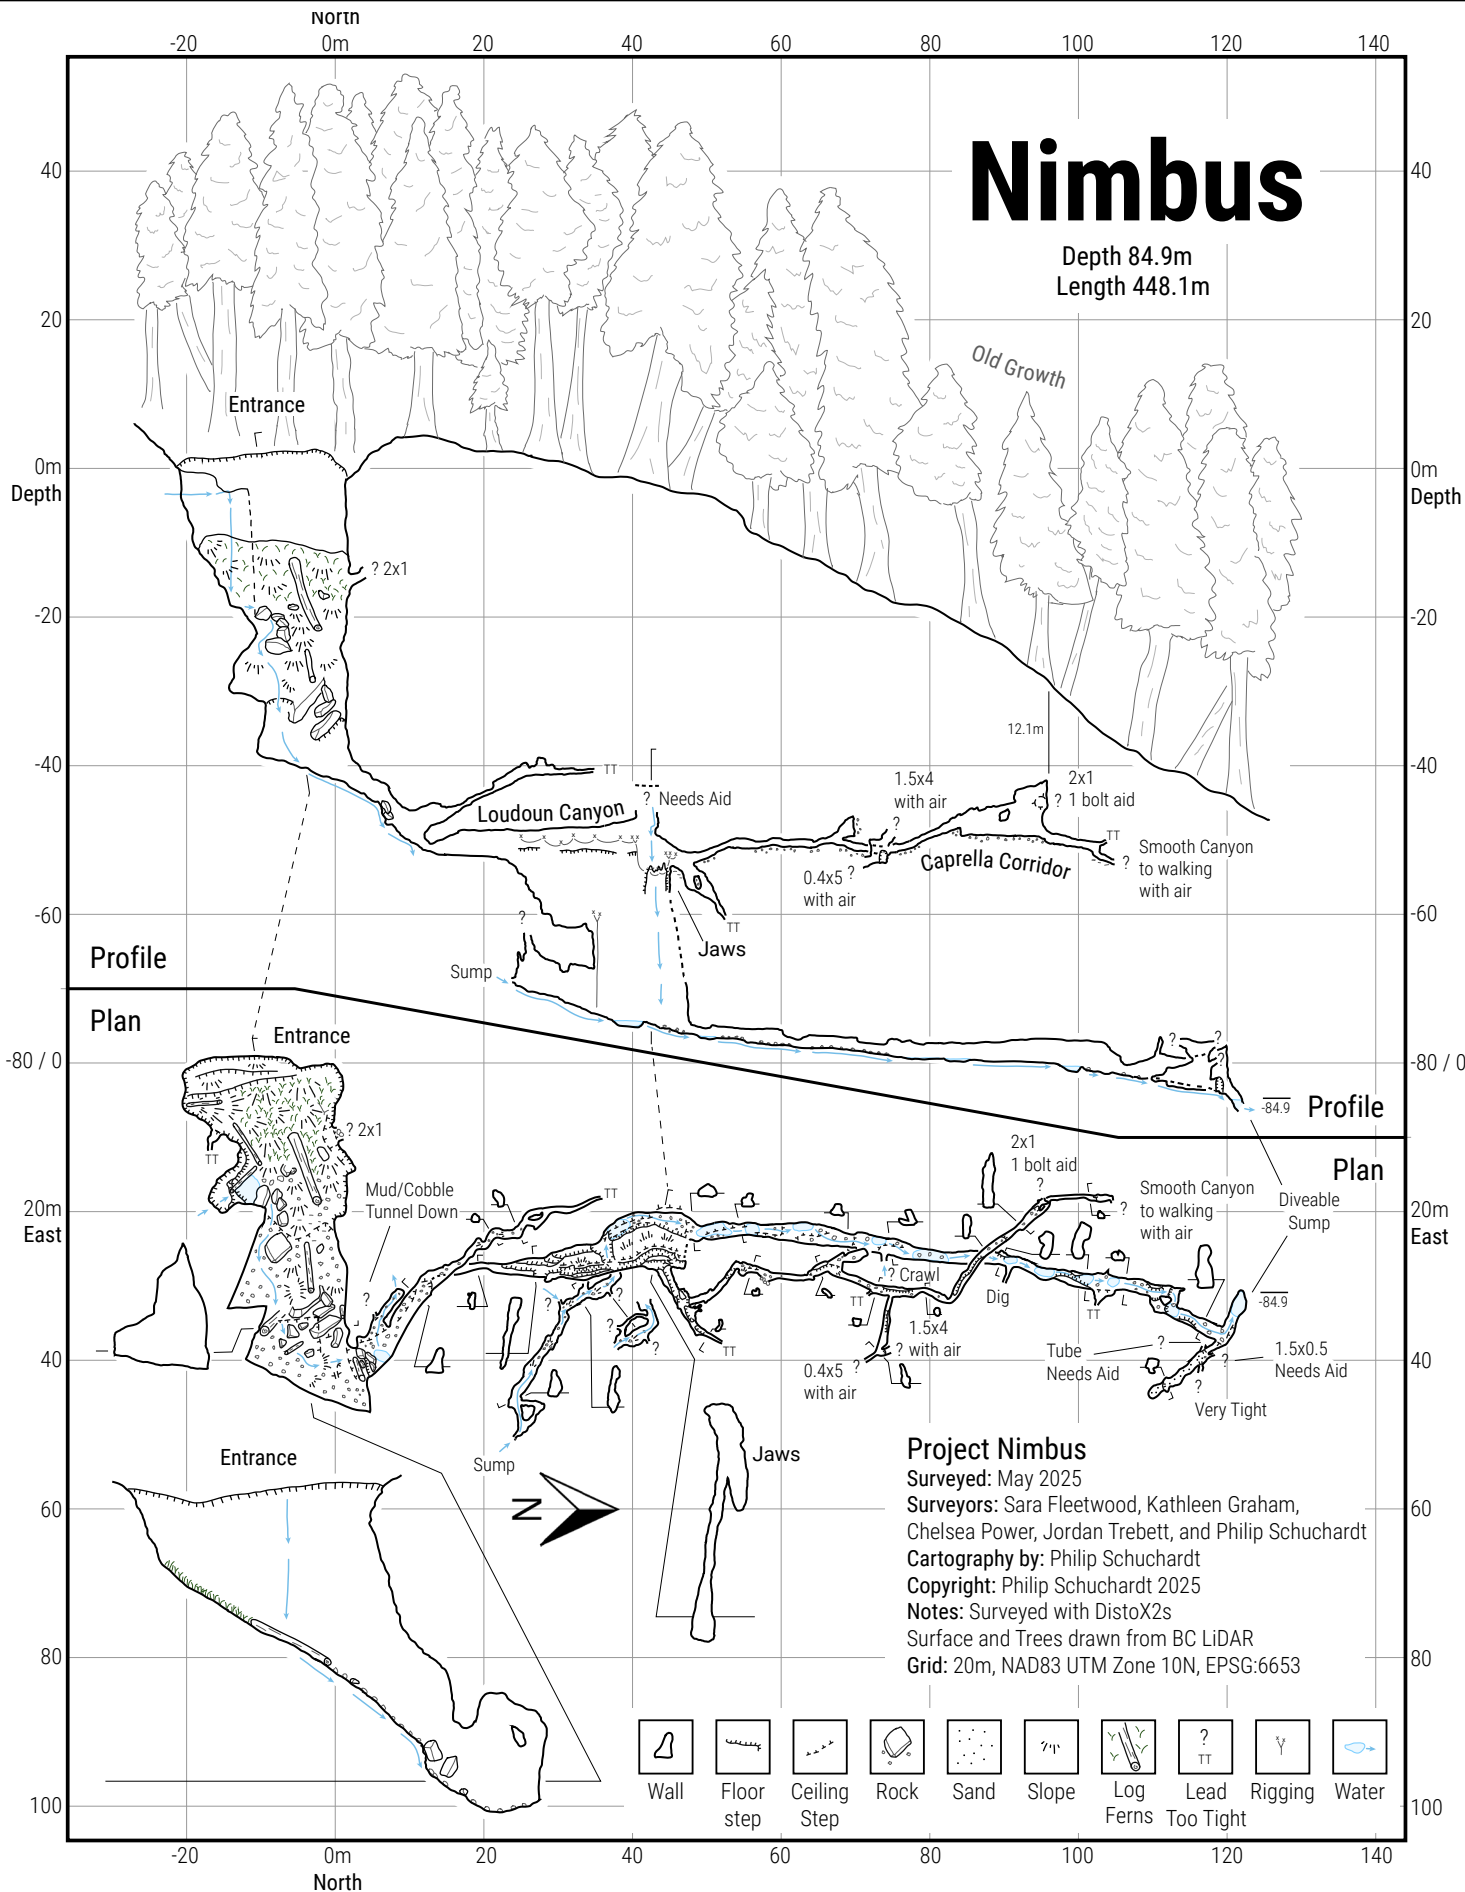 North
-20 0m 20 40 60 80 100 120 140
Nimbus
Depth 84.9m
Length 448.1m
40
40
20
20
Old Growth
Entrance
0m
Depth
0m
Depth
? 2x1
-20
-20
12.1m
-40
-40
TT
Loudoun Canyon
? Needs Aid
1.5x4
with air
?
2x1
? 1 bolt aid
TT
? Smooth Canyon
to walking
with air
Caprella Corridor
0.4x5 ?
with air
-60
-60
?
TT
Jaws
Sump
Profile
Plan
? ?
?
-80 / 0
-80 / 0
-84.9
Profile
Plan
Entrance
? 2x1
TT
Mud/Cobble
Tunnel Down
TT
2x1
1 bolt aid
?
? Smooth Canyon
to walking
with air
Diveable
Sump
20m
East
20m
East
? Crawl
Dig
TT
TT
-84.9
?
?
?
TT
1.5x4
? with air
0.4x5 ?
with air
Tube ?
Needs Aid
? 1.5x0.5
Needs Aid
?
Very Tight
40
40
Sump
Entrance
N
Jaws
60
60
80
80
100
100
Project Nimbus
Surveyed: May 2025
Surveyors: Sara Fleetwood, Kathleen Graham,
Chelsea Power, Jordan Trebett, and Philip Schuchardt
Cartography by: Philip Schuchardt
Copyright: Philip Schuchardt 2025
Notes: Surveyed with DistoX2s
Surface and Trees drawn from BC LiDAR
Grid: 20m, NAD83 UTM Zone 10N, EPSG:6653
?
TT
Wall
Floor
step
Ceiling
Step
Rock
Sand
Slope
Log
Ferns
Lead
Too Tight
Rigging
Water
-20 0m 20 40 60 80 100 120 140
North